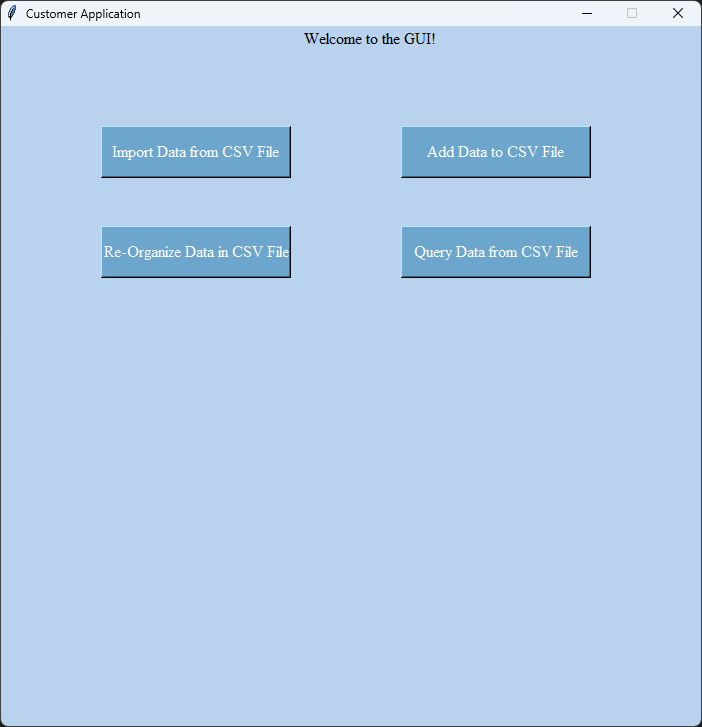 Customer Application
Welcome to the GUI!
Import Data from CSV File
Add Data to CSV File
Re-Organize Data in CSV File
Query Data from CSV File